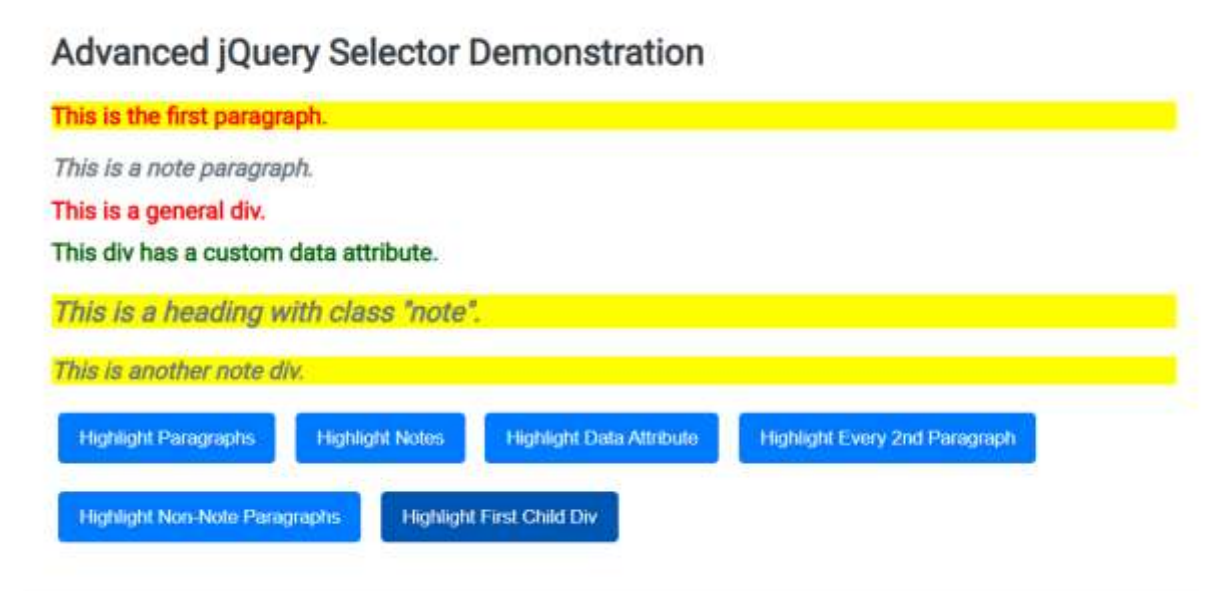 Advanced jQuery Selector Demonstration
This is the first paragraph.
This is a note paragraph.
This is a general div.
This div has a custom data attribute.
This is a heading with class "note".
This is another note div.
Highlight Paragraphs Highlight Notes Highlight Data Attribute Highlight Every 2nd Paragraph
Highlight Non-Note Paragraphs Highlight First Child Div